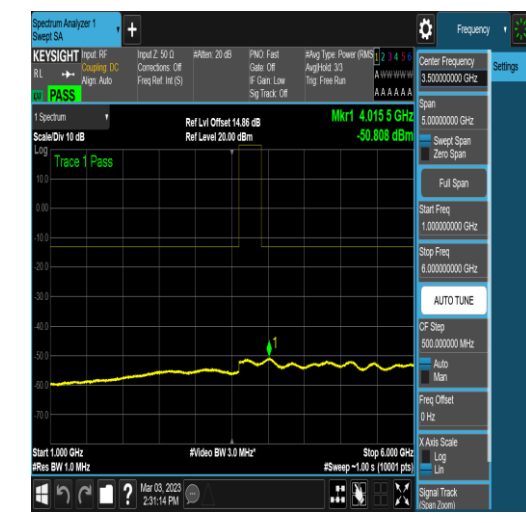 Spectrum Analyzer 1
Swept SA
+
Frequency
KEYSIGHT
RL
PASS
Input: RF
Coupling: DC
Align: Auto
Input Z: 50 Ω
Corrections: Off
Freq Ref: Int (S)
#Atten: 20 dB
PNO: Fast
Gate: Off
IF Gain: Low
Sig Track: Off
#Avg Type: Power (RMS
Avg|Hold: 3/3
Trig: Free Run
1 2 3 4 5 6
A W W W W W
A A A A A A
Center Frequency
3.500000000 GHz
Settings
Span
5.00000000 GHz
Swept Span
Zero Span
Full Span
Start Freq
1.000000000 GHz
Stop Freq
6.000000000 GHz
AUTO TUNE
CF Step
500.000000 MHz
Auto
Man
Freq Offset
0 Hz
X Axis Scale
Log
Lin
Signal Track
(Span Zoom)
1 Spectrum
Scale/Div 10 dB
Ref Lvl Offset 14.86 dB
Ref Level 20.00 dBm
Mkr1 4.015 5 GHz
-50.808 dBm
Log
Trace 1 Pass
10.0
0.00
-10.0
-20.0
-30.0
-40.0
-50.0
-60.0
-70.0
1
Start 1.000 GHz
#Res BW 1.0 MHz
#Video BW 3.0 MHz*
Stop 6.000 GHz
#Sweep ~1.00 s (10001 pts)
?
Mar 03, 2023
2:31:14 PM